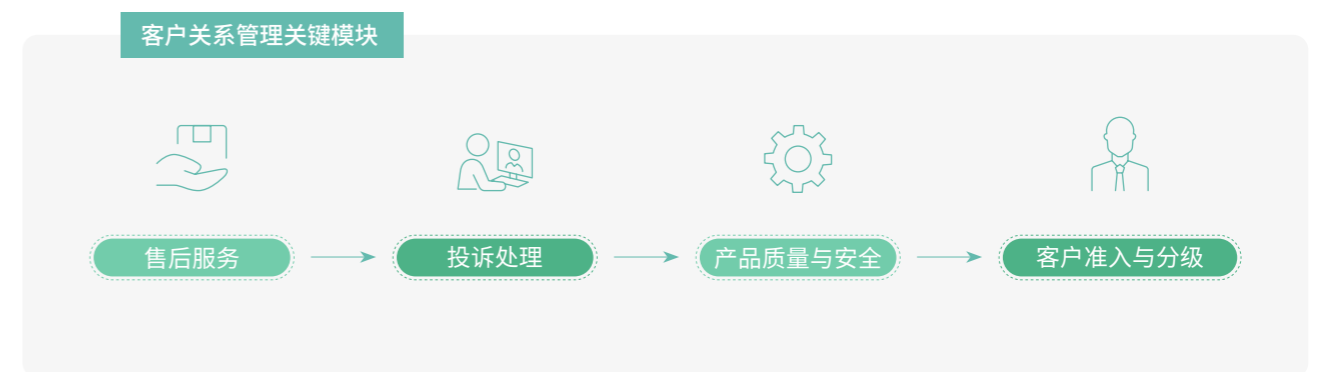 客户关系管理关键模块
售后服务
投诉处理
产品质量与安全
客户准入与分级